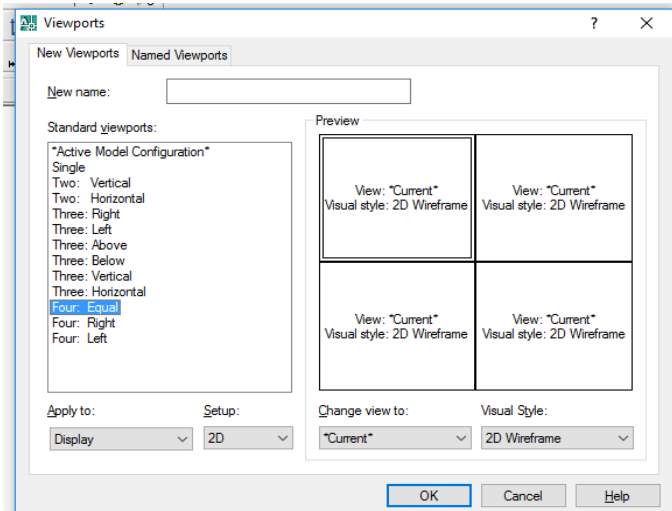 Viewports
?
New Viewports
Named Viewports
New name:
Standard viewports:
*Active Model Configuration*
Single
Two: Vertical
Two: Horizontal
Three: Right
Three: Left
Three: Above
Three: Below
Three: Vertical
Three: Horizontal
Four: Equal
Four: Right
Four: Left
Apply to:
Setup:
Display
2D
Preview
View: *Current*
Visual style: 2D Wireframe
View: *Current*
Visual style: 2D Wireframe
View: *Current*
Visual style: 2D Wireframe
View: *Current*
Visual style: 2D Wireframe
Change view to:
Visual Style:
*Current*
2D Wireframe
OK
Cancel
Help